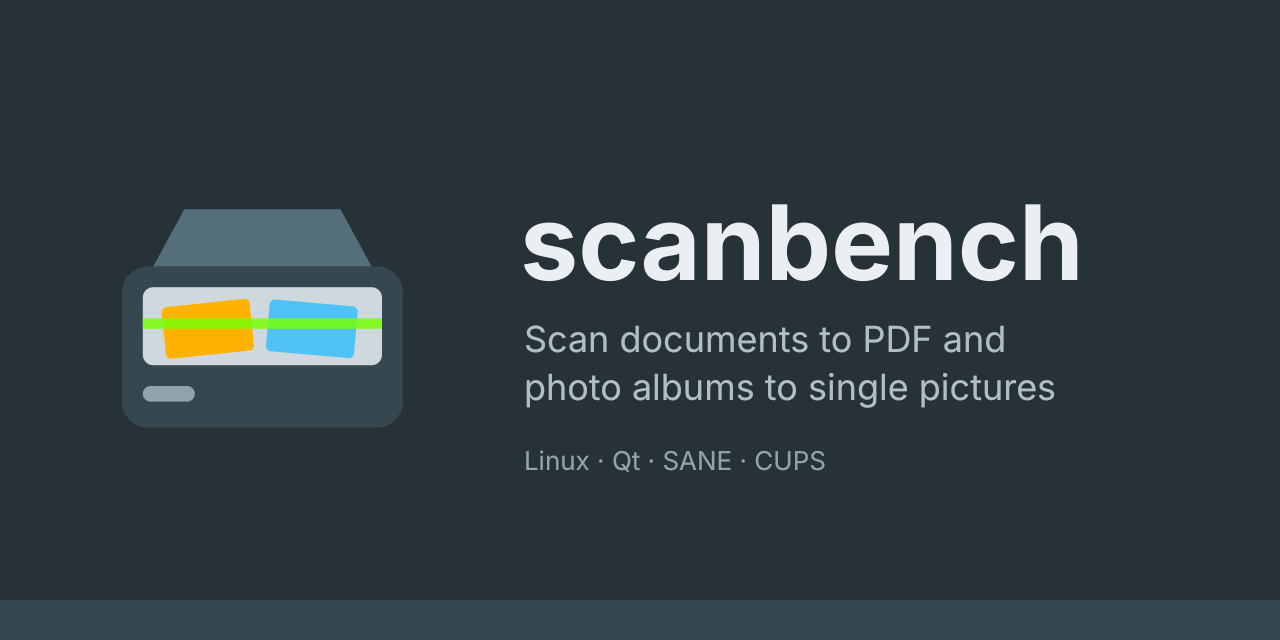 scanbench
Scan documents to PDF and
photo albums to single pictures
Linux · Qt · SANE · CUPS